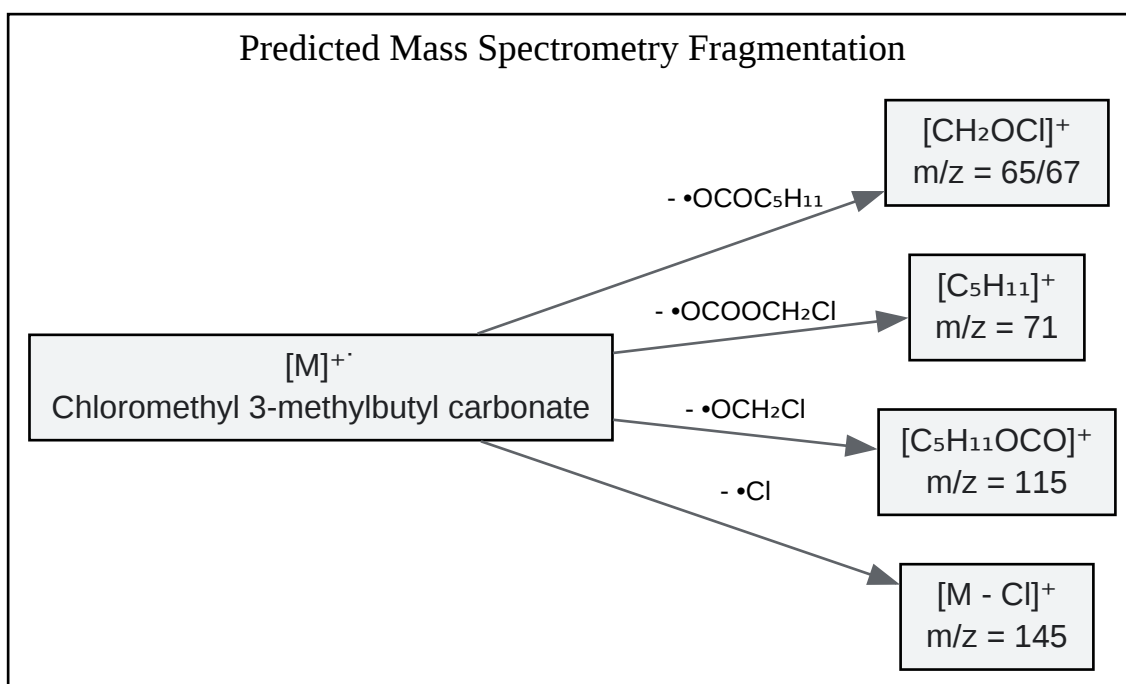 Predicted Mass Spectrometry Fragmentation
[CH₂OCl]⁺
m/z = 65/67
- •OCOC₅H₁₁
[C₅H₁₁]⁺
m/z = 71
- •OCOOCH₂Cl
[M]⁺˙
Chloromethyl 3-methylbutyl carbonate
- •OCH₂Cl
[C₅H₁₁OCO]⁺
m/z = 115
- •Cl
[M - Cl]⁺
m/z = 145